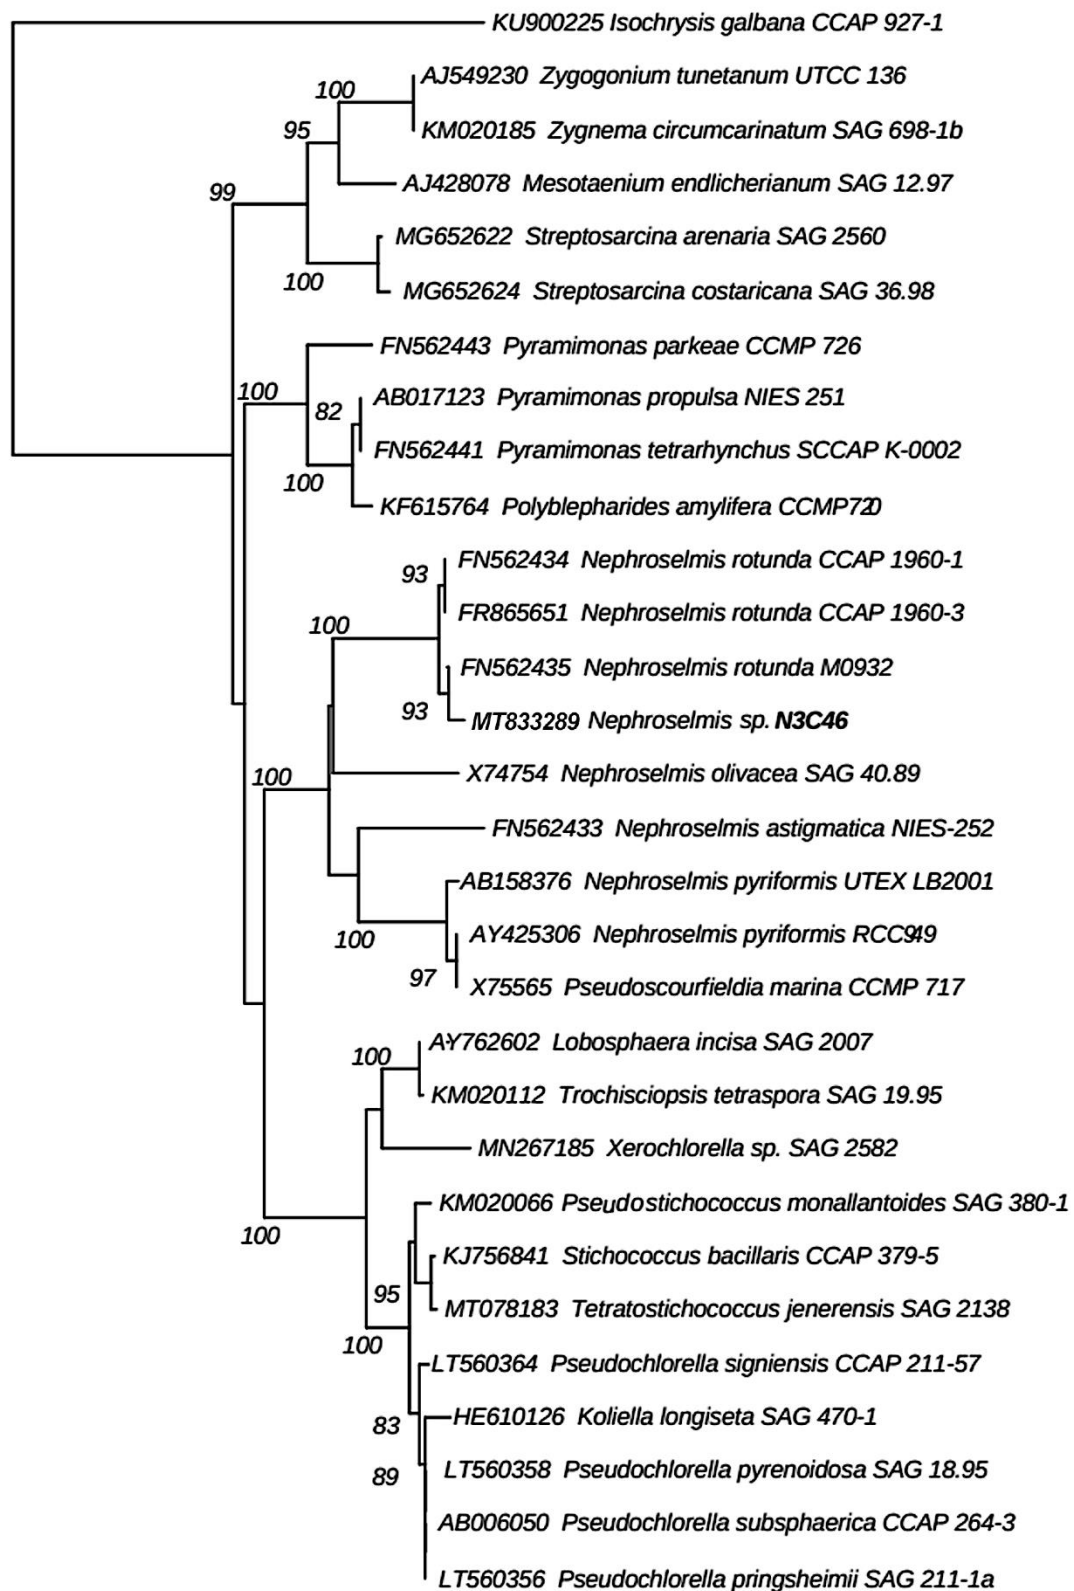 KU900225 Isochrysis galbana CCAP 927-1
AJ549230 Zygogonium tunetanum UTCC 136
100
95
KM020185 Zygnema circumcarinatum SAG 698-1b
AJ428078 Mesotaenium endlicherianum SAG 12.97
99
MG652622 Streptosarcina arenaria SAG 2560
100
MG652624 Streptosarcina costaricana SAG 36.98
FN562443 Pyramimonas parkeae CCMP 726
100
AB017123 Pyramimonas propulsa NIES 251
82
FN562441 Pyramimonas tetrarhynchus SCCAP K-0002
100
KF615764 Polyblepharides amylifera CCMP720
FN562434 Nephroselmis rotunda CCAP 1960-1
93
FR865651 Nephroselmis rotunda CCAP 1960-3
100
FN562435 Nephroselmis rotunda M0932
93
MT833289 Nephroselmis sp. N3C46
X74754 Nephroselmis olivacea SAG 40.89
100
FN562433 Nephroselmis astigmatica NIES-252
AB158376 Nephroselmis pyriformis UTEX LB2001
AY425306 Nephroselmis pyriformis RCC949
100
97
X75565 Pseudoscourfieldia marina CCMP 717
AY762602 Lobosphaera incisa SAG 2007
100
KM020112 Trochisciopsis tetraspora SAG 19.95
MN267185 Xerochlorella sp. SAG 2582
KM020066 Pseudostichococcus monallantoides SAG 380-1
100
KJ756841 Stichococcus bacillaris CCAP 379-5
95
MT078183 Tetratostichococcus jenerensis SAG 2138
100
LT560364 Pseudochlorella signiensis CCAP 211-57
HE610126 Koliella longiseta SAG 470-1
83
LT560358 Pseudochlorella pyrenoidosa SAG 18.95
89
AB006050 Pseudochlorella subsphaerica CCAP 264-3
LT560356 Pseudochlorella pringsheimii SAG 211-1a